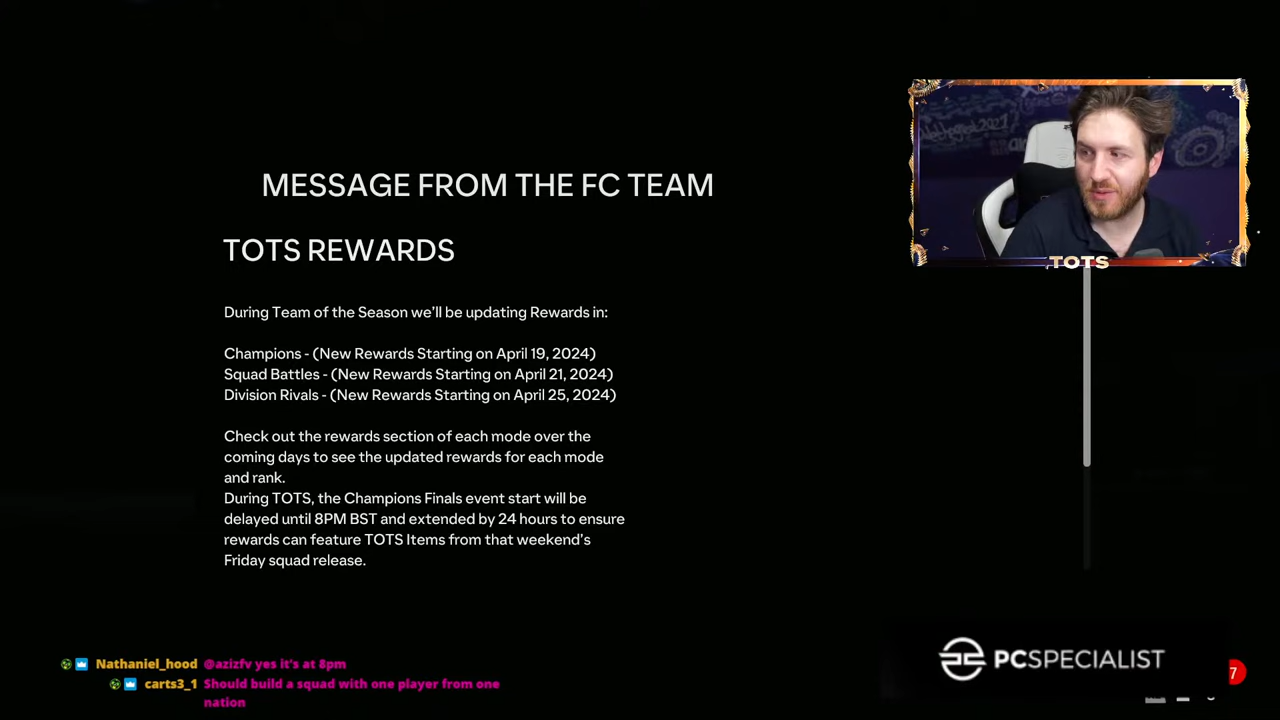 MESSAGE FROM THE FC TEAM
TOTS REWARDS
During Team of the Season we'll be updating Rewards in:
Champions - (New Rewards Starting on April 19, 2024)
Squad Battles - (New Rewards Starting on April 21, 2024)
Division Rivals - (New Rewards Starting on April 25, 2024)
Check out the rewards section of each mode over the
coming days to see the updated rewards for each mode
and rank.
During TOTS, the Champions Finals event start will be
delayed until 8PM BST and extended by 24 hours to ensure
rewards can feature TOTS Items from that weekend's
Friday squad release.
TOTS
Nathaniel_hood @azizfv yes it's at 8pm
carts3_1 Should build a squad with one player from one
nation
PCSPECIALIST
7